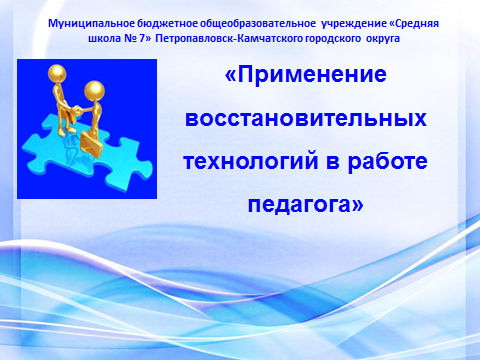 Муниципальное бюджетное общеобразовательное учреждение «Средняя
школа № 7» Петропавловск-Камчатского городского округа
«Применение
восстановительных
технологий в работе
педагога»